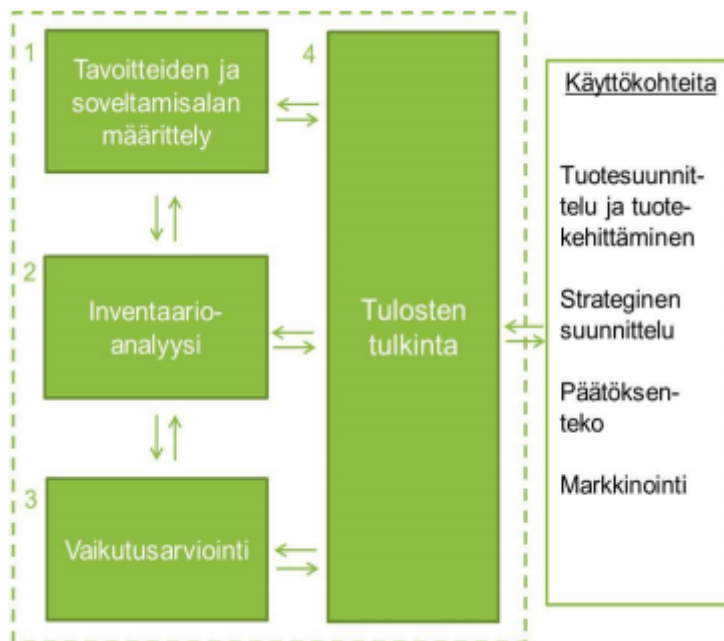 1
Tavoitteiden ja
soveltamisalan
määrittely
2
Inventaario-
analyysi
3
Vaikutusarviointi
4
Tulosten
tulkinta
Käyttökohteita
Tuotesuunnit-
telu ja tuote-
kehittäminen
Strateginen
suunnittelu
Päätöksen-
teko
Markkinointi